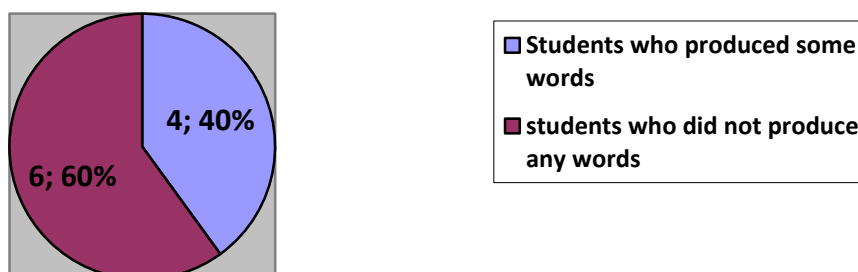 4; 40%
6; 60%
Students who produced some
words
students who did not produce
any words